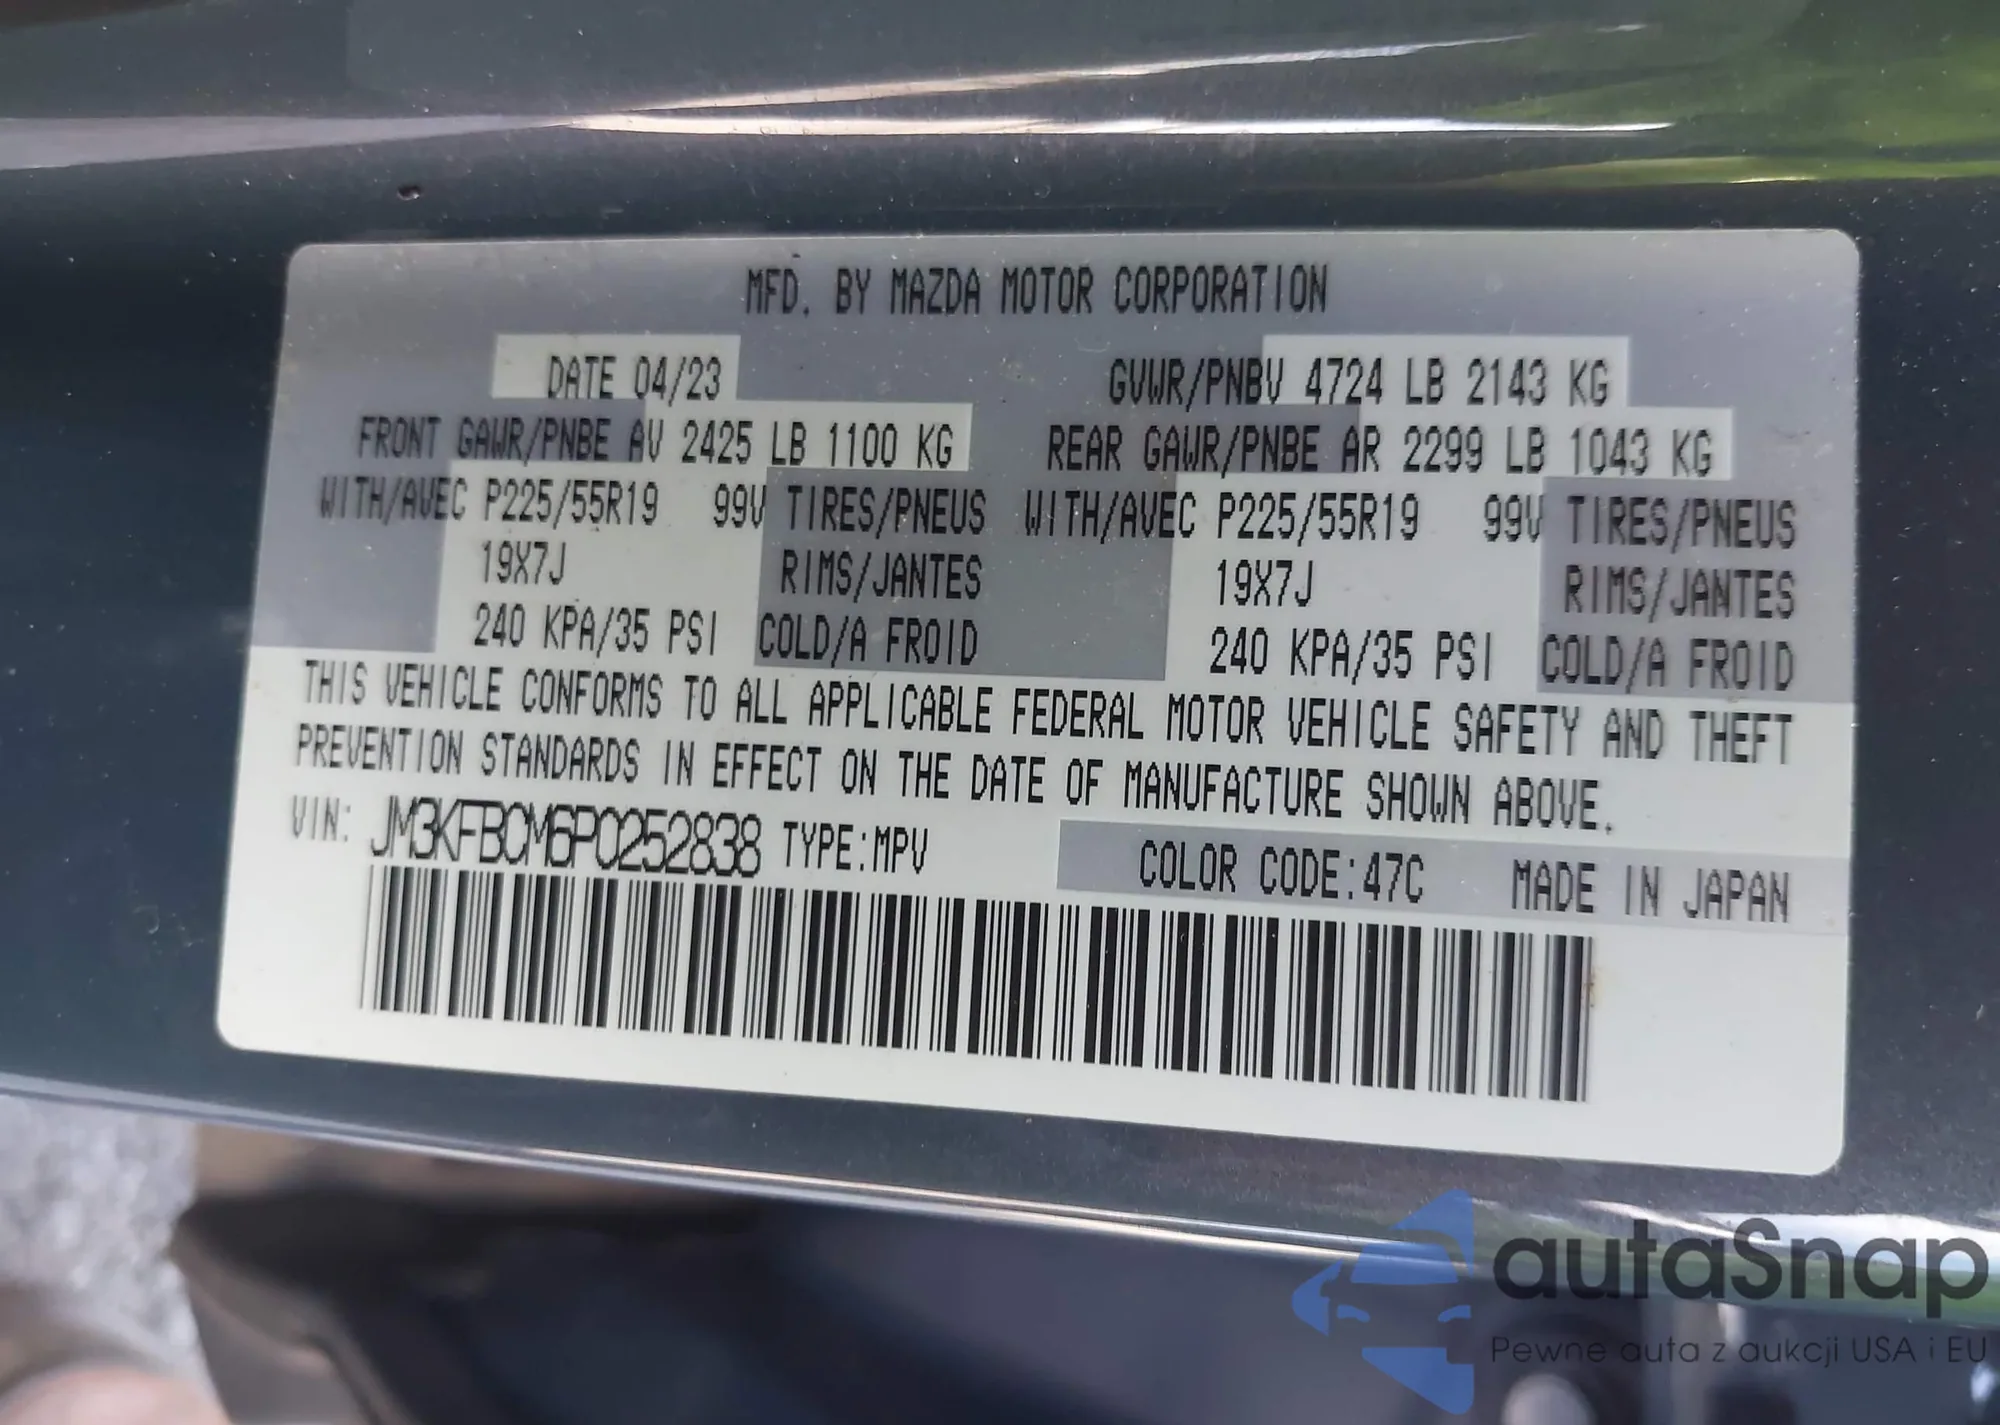 MFD. BY MAZDA MOTOR CORPORATION
DATE 04/23 GVWR/PNBV 4724 LB 2143 KG
FRONT GAWR/PNBE AV 2425 LB 1100 KG REAR GAWR/PNBE AR 2299 LB 1043 KG
WITH/AVEC P225/55R19 99V TIRES/PNEUS WITH/AVEC P225/55R19 99V TIRES/PNEUS
19X7J RIMS/JANTES 19X7J RIMS/JANTES
240 KPA/35 PSI COLD/A FROID 240 KPA/35 PSI COLD/A FROID
THIS VEHICLE CONFORMS TO ALL APPLICABLE FEDERAL MOTOR VEHICLE SAFETY AND THEFT
PREVENTION STANDARDS IN EFFECT ON THE DATE OF MANUFACTURE SHOWN ABOVE.
VIN: JM3KFBCM6P0252838 TYPE:MPV COLOR CODE:47C MADE IN JAPAN
autaSnap
Pewne auta z aukcji USA i EU